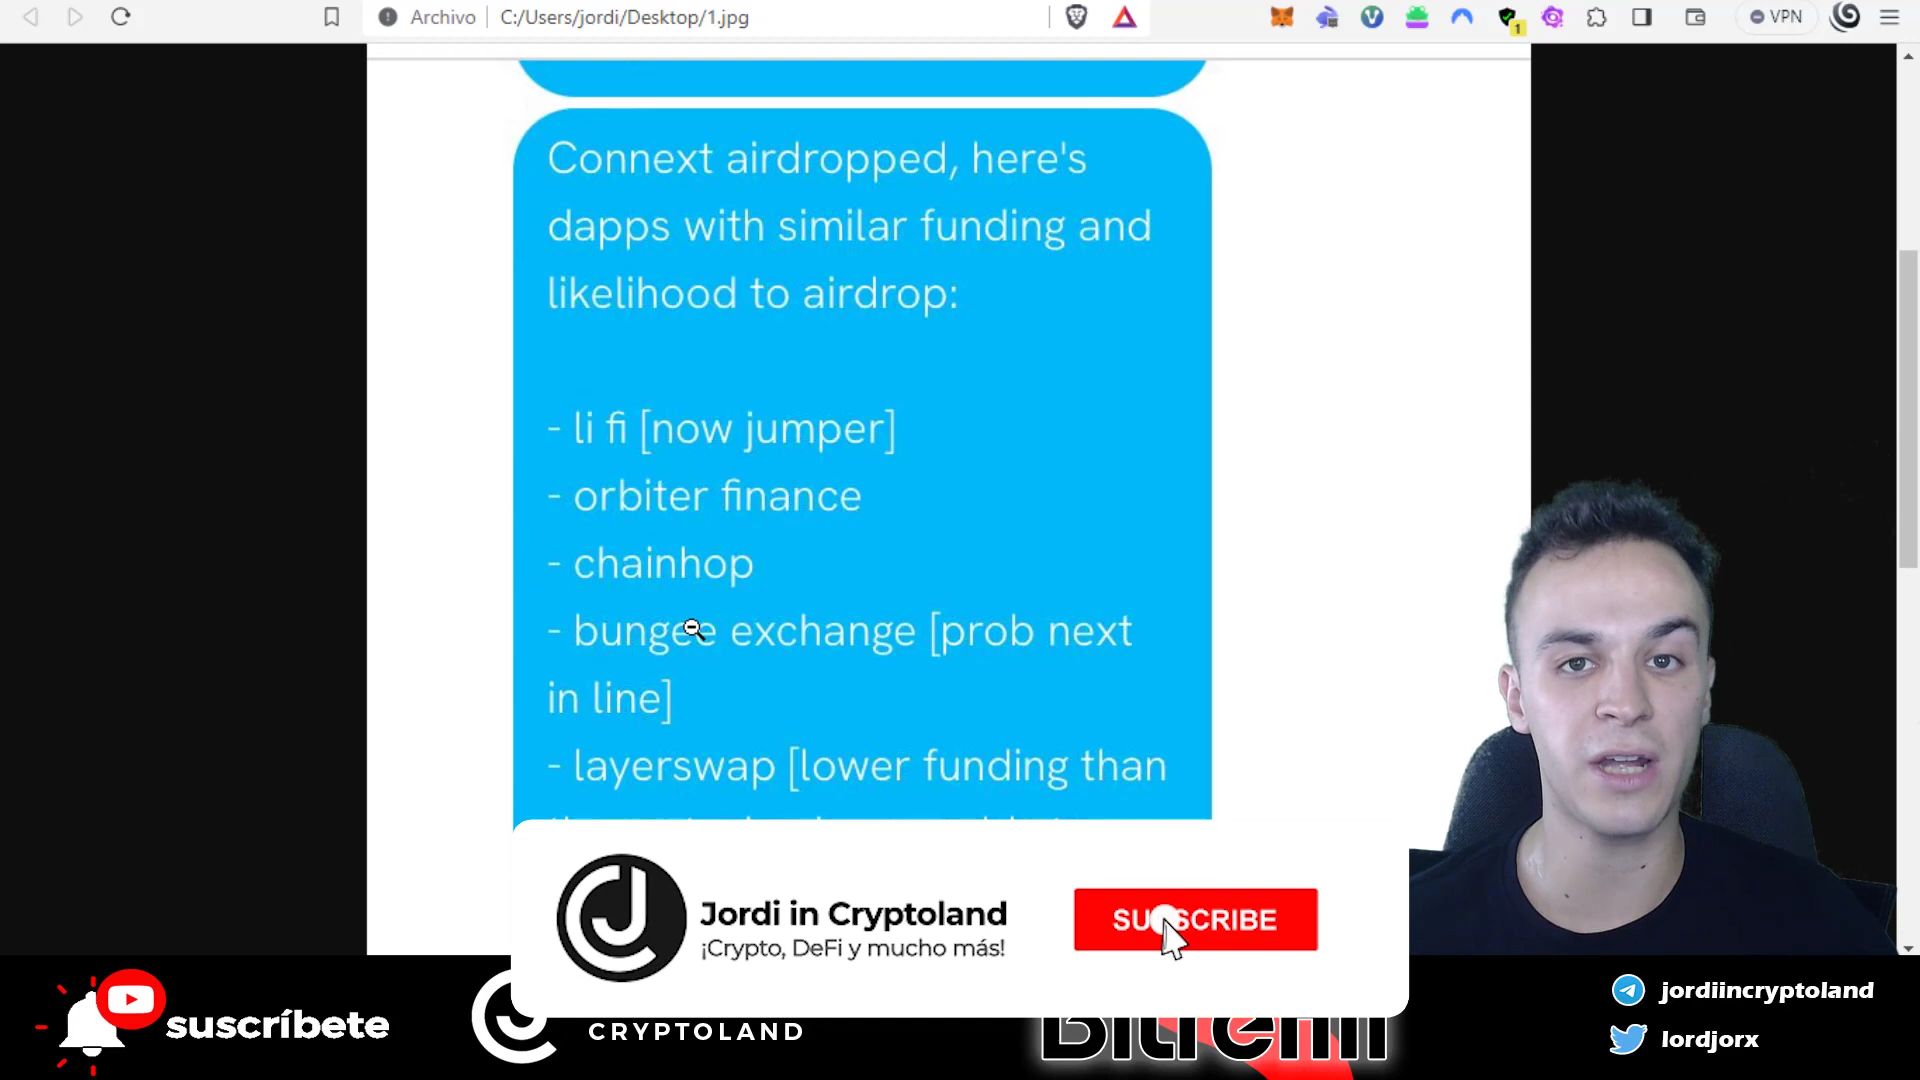 Archivo
C:/Users/jordi/Desktop/1.jpg
1
VPN
Connext airdropped, here's
dapps with similar funding and
likelihood to airdrop:
- li fi [now jumper]
- orbiter finance
- chainhop
- bungee exchange [prob next
in line]
- layerswap [lower funding than
Jordi in Cryptoland
¡Crypto, DeFi y mucho más!
SUBSCRIBE
suscríbete
CRYPTOLAND
jordiincryptoland
lordjorx